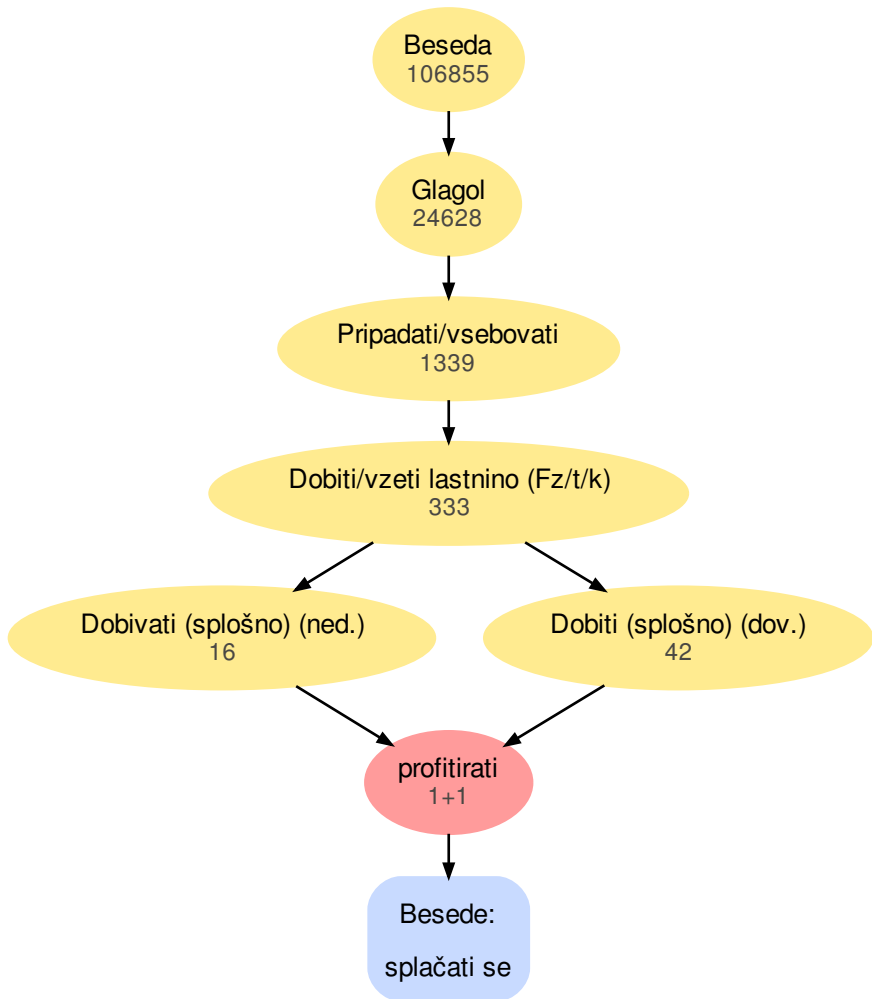 Beseda
106855
Glagol
24628
Pripadati/vsebovati
1339
Dobiti/vzeti lastnino (Fz/t/k)
333
Dobivati (splošno) (ned.)
16
Dobiti (splošno) (dov.)
42
profitirati
1+1
Besede:
splačati se